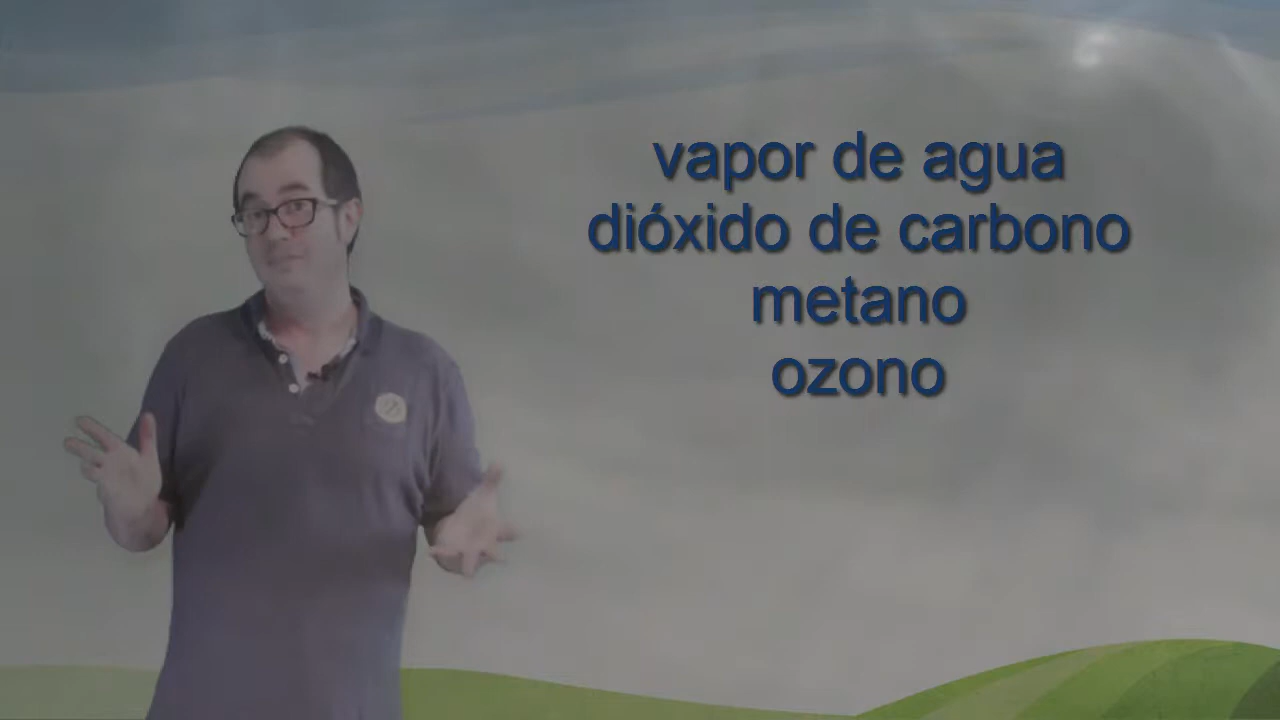 vapor de agua
dióxido de carbono
metano
ozono